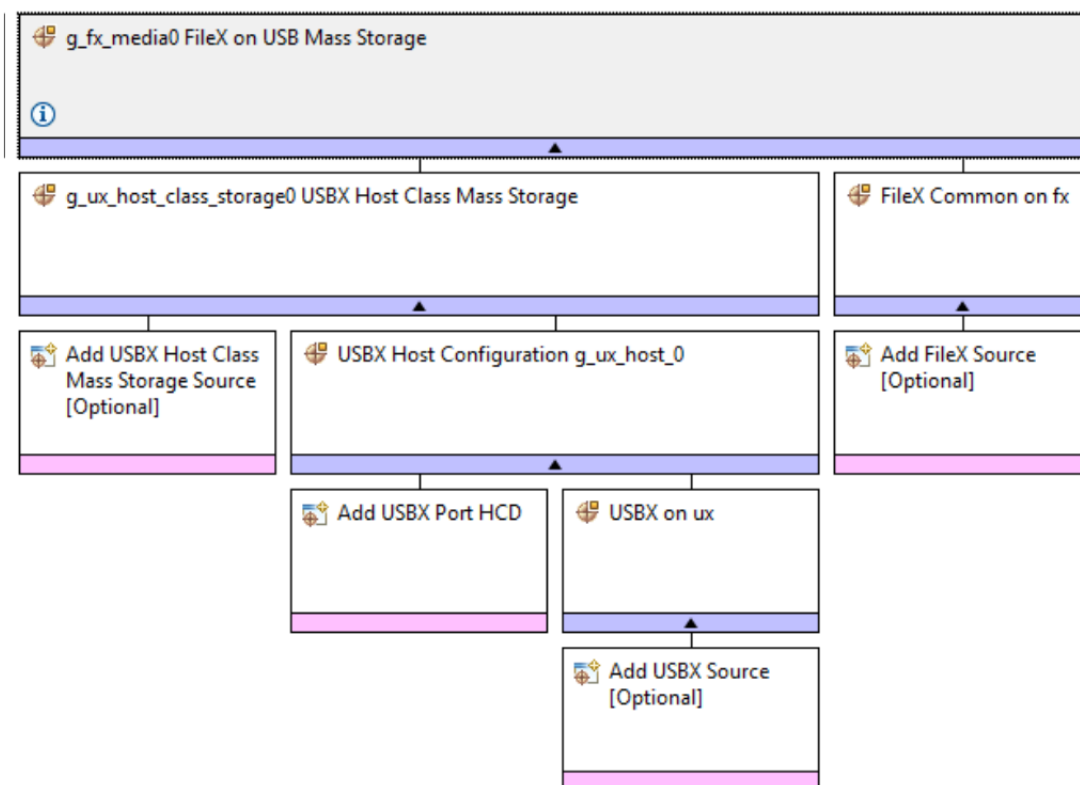 g_fx_media0 FileX on USB Mass Storage
g_ux_host_class_storage0 USBX Host Class Mass Storage
FileX Common on fx
Add USBX Host Class
Mass Storage Source
[Optional]
USBX Host Configuration g_ux_host_0
Add FileX Source
[Optional]
Add USBX Port HCD
USBX on ux
Add USBX Source
[Optional]